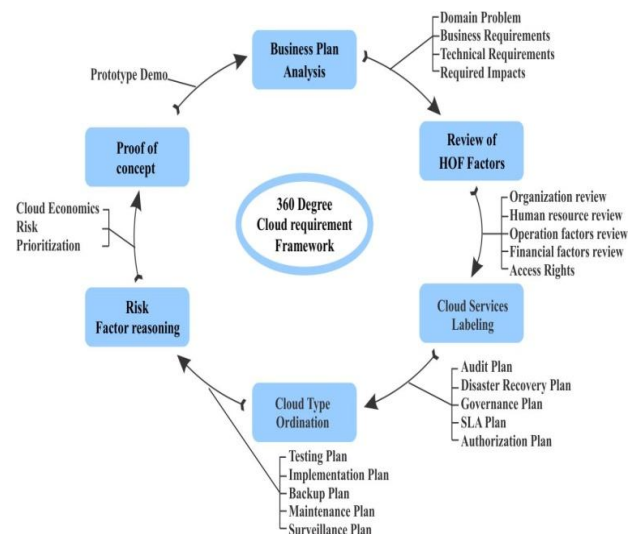 Business Plan
Analysis
Domain Problem
Business Requirements
Technical Requirements
Required Impacts
Review of
HOF Factors
Organization review
Human resource review
Operation factors review
Financial factors review
Access Rights
Cloud Services
Labeling
Audit Plan
Disaster Recovery Plan
Governance Plan
SLA Plan
Authorization Plan
Cloud Type
Ordination
Testing Plan
Implementation Plan
Backup Plan
Maintenance Plan
Surveillance Plan
Risk
Factor reasoning
Cloud Economics
Risk
Prioritization
Proof of
concept
Prototype Demo
360 Degree
Cloud requirement
Framework